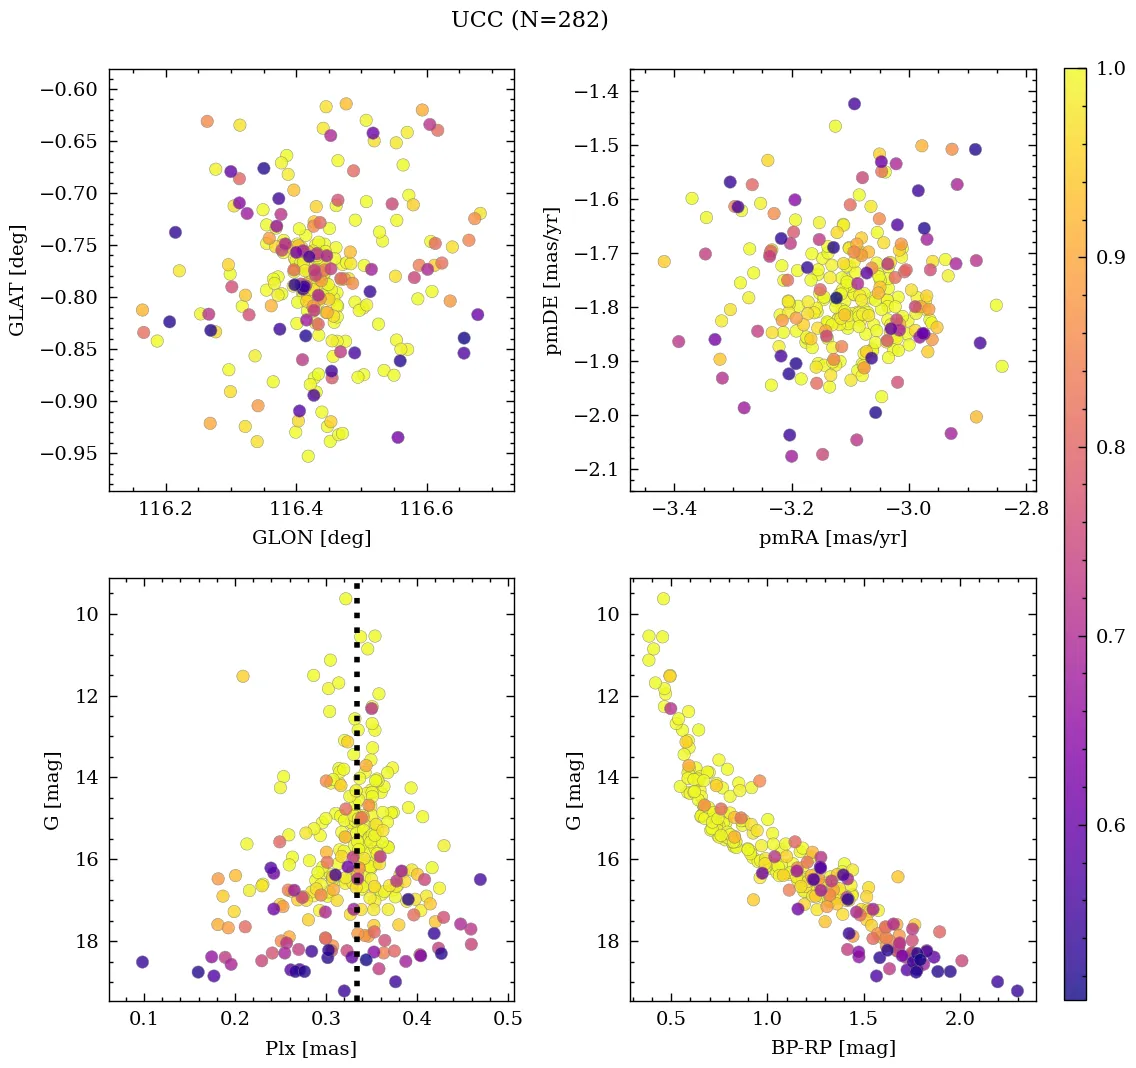 UCC (N=282)
−0.60
−0.65
−0.70
−0.75
−0.80
−0.85
−0.90
−0.95
GLAT [deg]
116.2 116.4 116.6
GLON [deg]
−1.4
−1.5
−1.6
−1.7
−1.8
−1.9
−2.0
−2.1
pmDE [mas/yr]
−3.4 −3.2 −3.0 −2.8
pmRA [mas/yr]
10
12
14
16
18
G [mag]
0.1 0.2 0.3 0.4 0.5
Plx [mas]
10
12
14
16
18
G [mag]
0.5 1.0 1.5 2.0
BP-RP [mag]
1.0
0.9
0.8
0.7
0.6